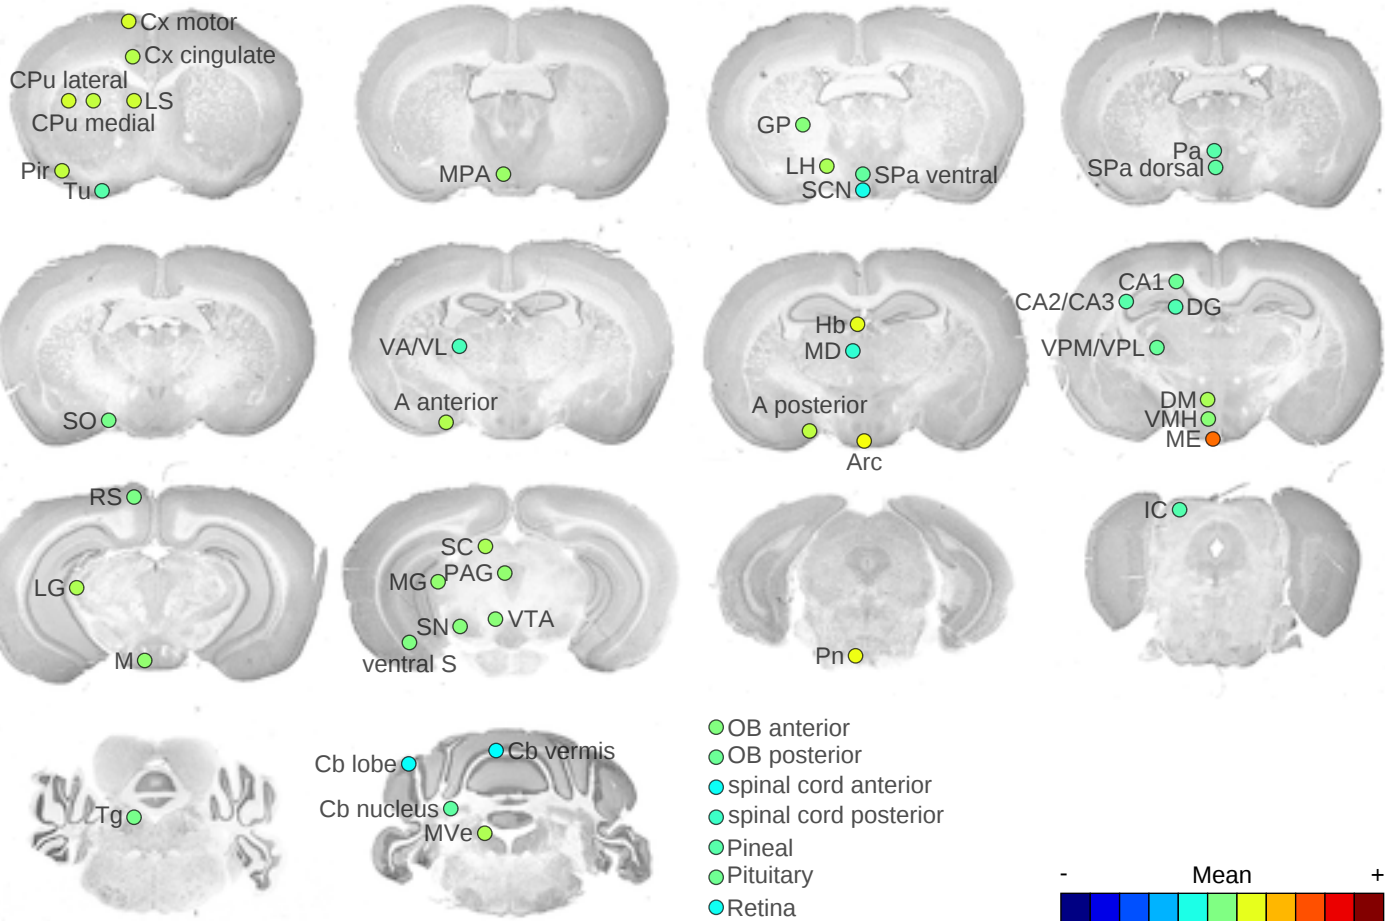 Cx motor
Cx cingulate
CPu lateral
LS
CPu medial
Pir
Tu
MPA
GP
LH
SPa ventral
SCN
Pa
SPa dorsal
SO
VA/VL
A anterior
Hb
MD
A posterior
Arc
CA1
CA2/CA3
DG
VPM/VPL
DM
VMH
ME
RS
LG
M
SC
MG
PAG
SN
VTA
ventral S
Pn
IC
Tg
Cb lobe
Cb vermis
Cb nucleus
MVe
OB anterior
OB posterior
spinal cord anterior
spinal cord posterior
Pineal
Pituitary
Retina
- Mean +